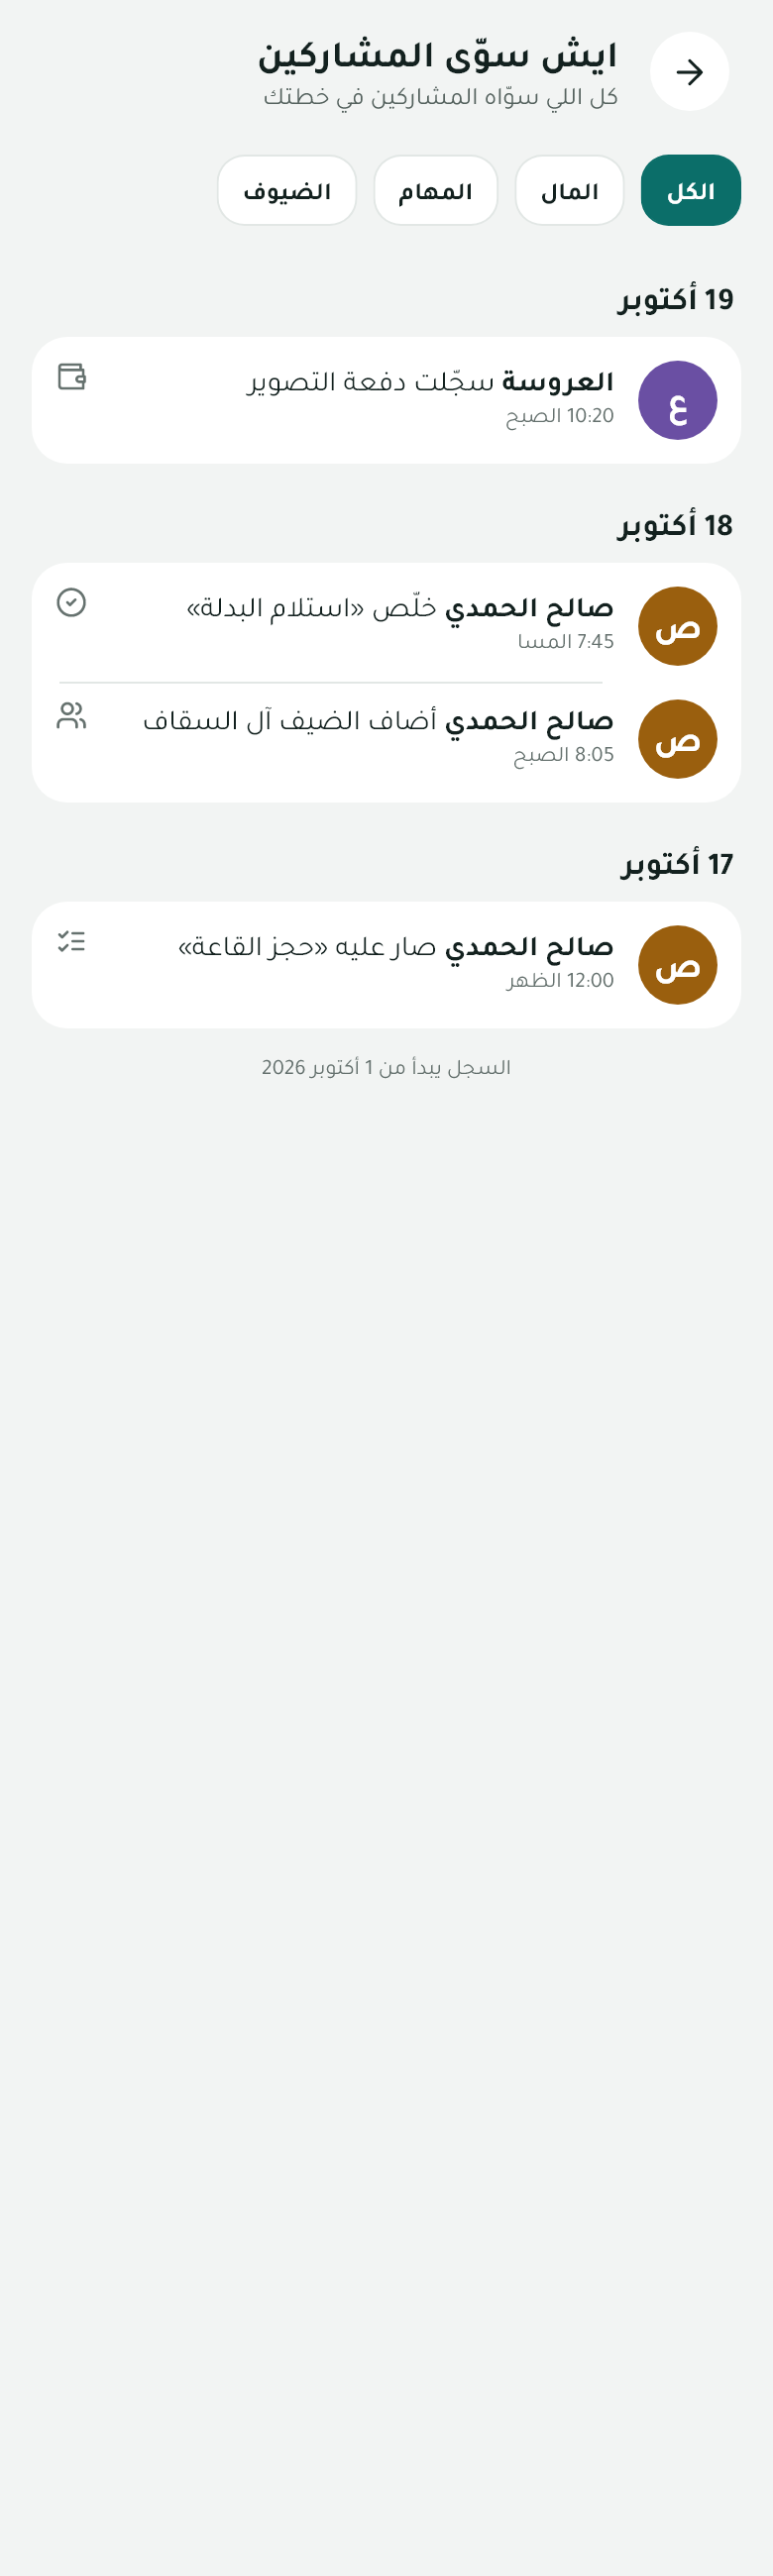 ايش سوّى المشاركين
كل اللي سوّاه المشاركين في خطتك
الكل
المال
المهام
الضيوف
19 أكتوبر
ع
العروسة سجّلت دفعة التصوير
10:20 الصبح
18 أكتوبر
ص
صالح الحمدي خلّص «استلام البدلة»
7:45 المسا
ص
صالح الحمدي أضاف الضيف آل السقاف
8:05 الصبح
17 أكتوبر
ص
صالح الحمدي صار عليه «حجز القاعة»
12:00 الظهر
السجل يبدأ من 1 أكتوبر 2026